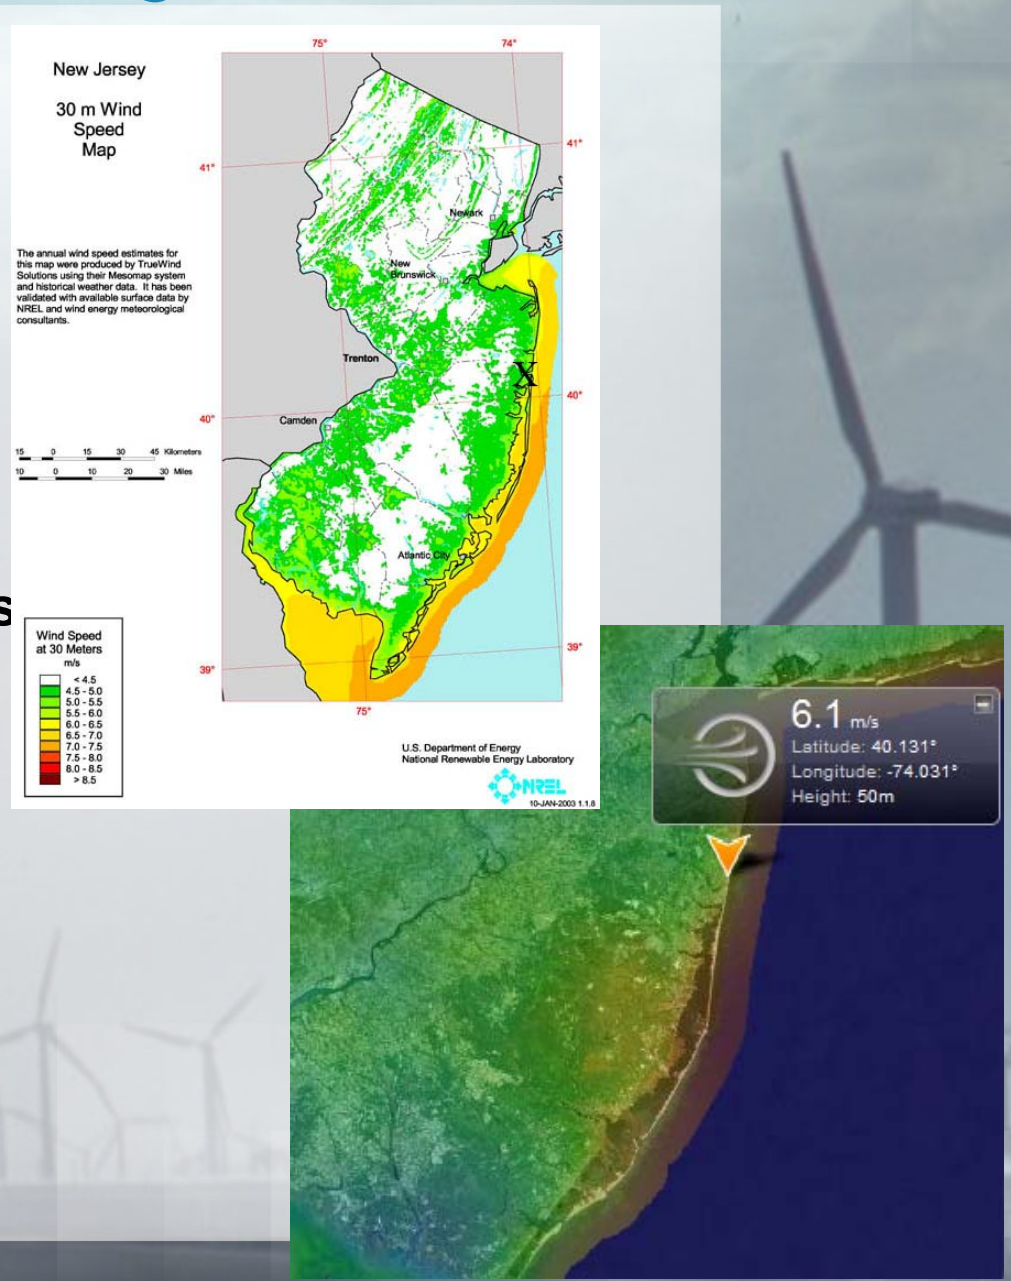 New Jersey
30 m Wind
Speed
Map
The annual wind speed estimates for
this map were produced by TrueWind
Solutions using their Mesomap system
and historical weather data. It has been
validated with available surface data by
NREL and wind energy meteorological
consultants.
75° 74°
41° 41°
Newark
New
Brunswick
Trenton
X
40° 40°
Camden
15 0 15 30 45 Kilometers
10 0 10 20 30 Miles
Atlantic City
39° 39°
75°
s
Wind Speed
at 30 Meters
m/s
< 4.5
4.5 - 5.0
5.0 - 5.5
5.5 - 6.0
6.0 - 6.5
6.5 - 7.0
7.0 - 7.5
7.5 - 8.0
8.0 - 8.5
> 8.5
U.S. Department of Energy
National Renewable Energy Laboratory
NREL
10-JAN-2003 1.1.8
6.1 m/s
Latitude: 40.131°
Longitude: -74.031°
Height: 50m